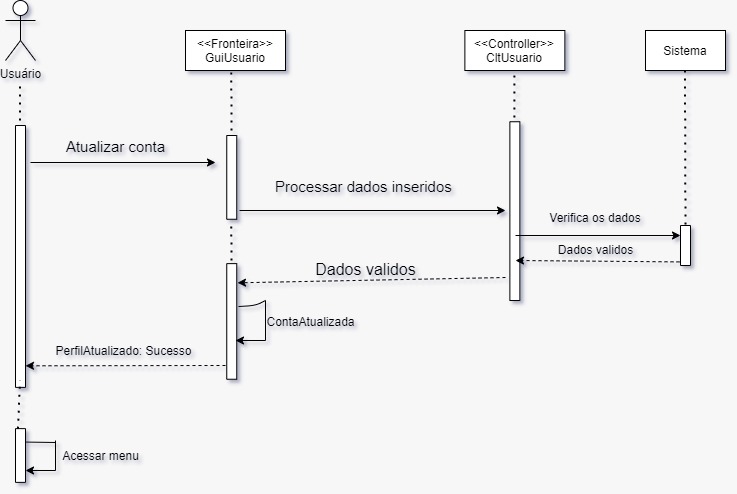 Usuário
<<Fronteira>>
GuiUsuario
<<Controller>>
CltUsuario
Sistema
Atualizar conta
Processar dados inseridos
Verifica os dados
Dados validos
Dados validos
ContaAtualizada
PerfilAtualizado: Sucesso
Acessar menu